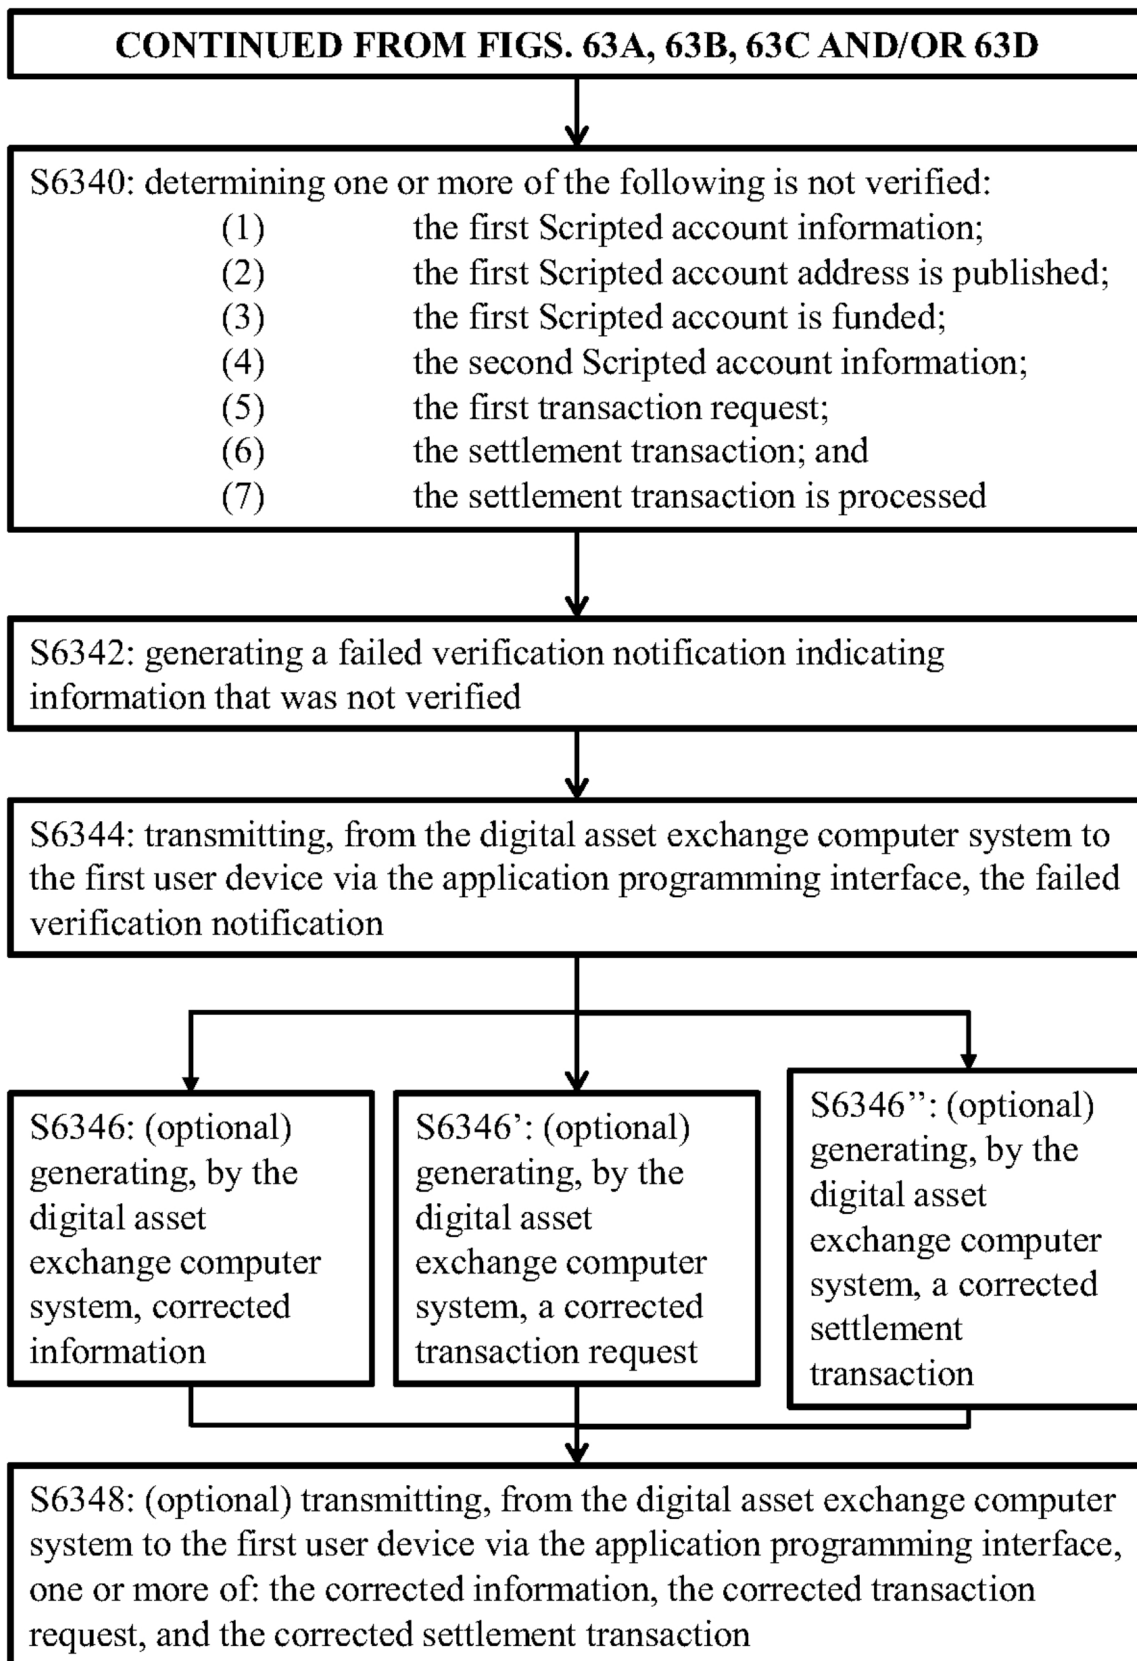 CONTINUED FROM FIGS. 63A, 63B, 63C AND/OR 63D
S6340: determining one or more of the following is not verified:
(1) the first Scripted account information;
(2) the first Scripted account address is published;
(3) the first Scripted account is funded;
(4) the second Scripted account information;
(5) the first transaction request;
(6) the settlement transaction; and
(7) the settlement transaction is processed
S6342: generating a failed verification notification indicating
information that was not verified
S6344: transmitting, from the digital asset exchange computer system to
the first user device via the application programming interface, the failed
verification notification
S6346: (optional)
generating, by the
digital asset
exchange computer
system, corrected
information
S6346’: (optional)
generating, by the
digital asset
exchange computer
system, a corrected
transaction request
S6346’’: (optional)
generating, by the
digital asset
exchange computer
system, a corrected
settlement
transaction
S6348: (optional) transmitting, from the digital asset exchange computer
system to the first user device via the application programming interface,
one or more of: the corrected information, the corrected transaction
request, and the corrected settlement transaction